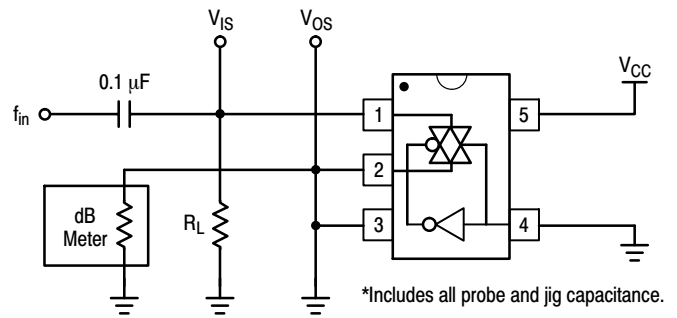 V_IS
V_OS
0.1 μF
V_CC
f_in
1
5
2
dB
Meter
R_L
3
4
*Includes all probe and jig capacitance.